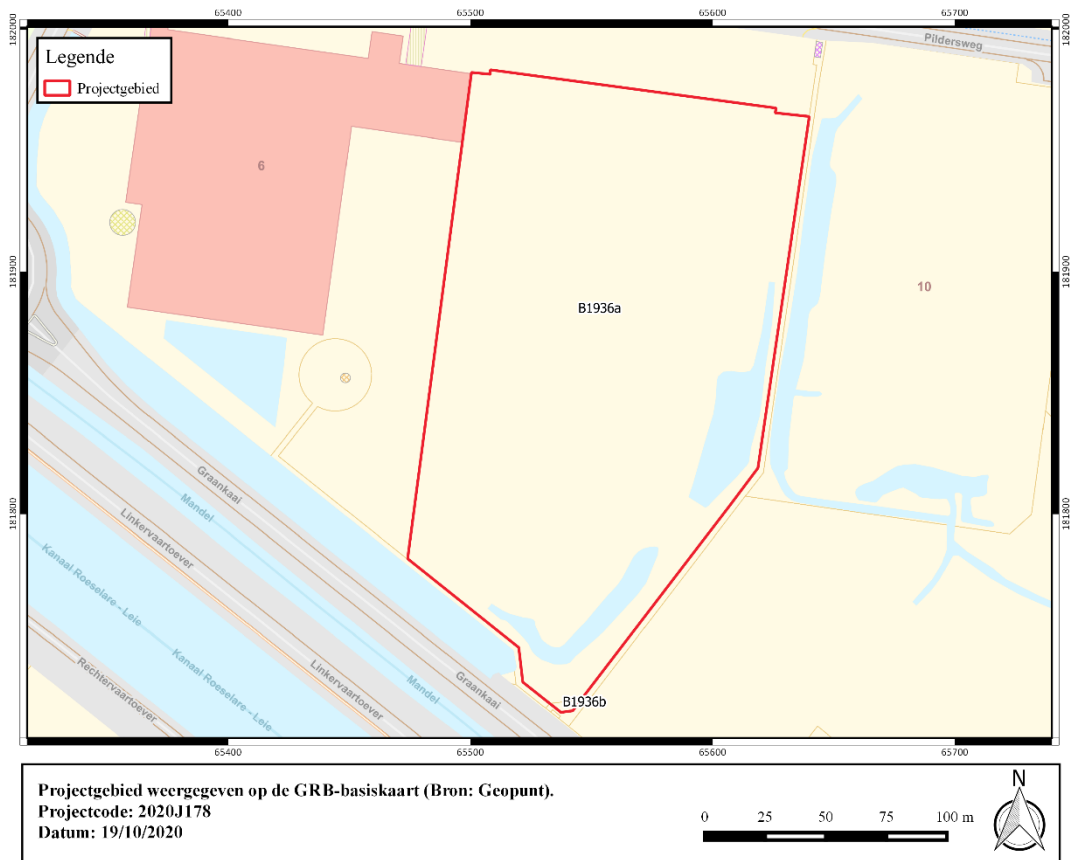 65400 65500 65600 65700
182000 182000
Legende
Projectgebied
Pildersweg
6
181900 181900
10
B1936a
Graankaai
Mandel
Linkervaartoever
181800 181800
Kanaal Roeselare - Leie
Kanaal Roeselare - Leie
Rechtervaartoever
Linkervaartoever
Mandel
Graankaai
B1936b
65400 65500 65600 65700
Projectgebied weergegeven op de GRB-basiskaart (Bron: Geopunt).
Projectcode: 2020J178
Datum: 19/10/2020
N
0 25 50 75 100 m